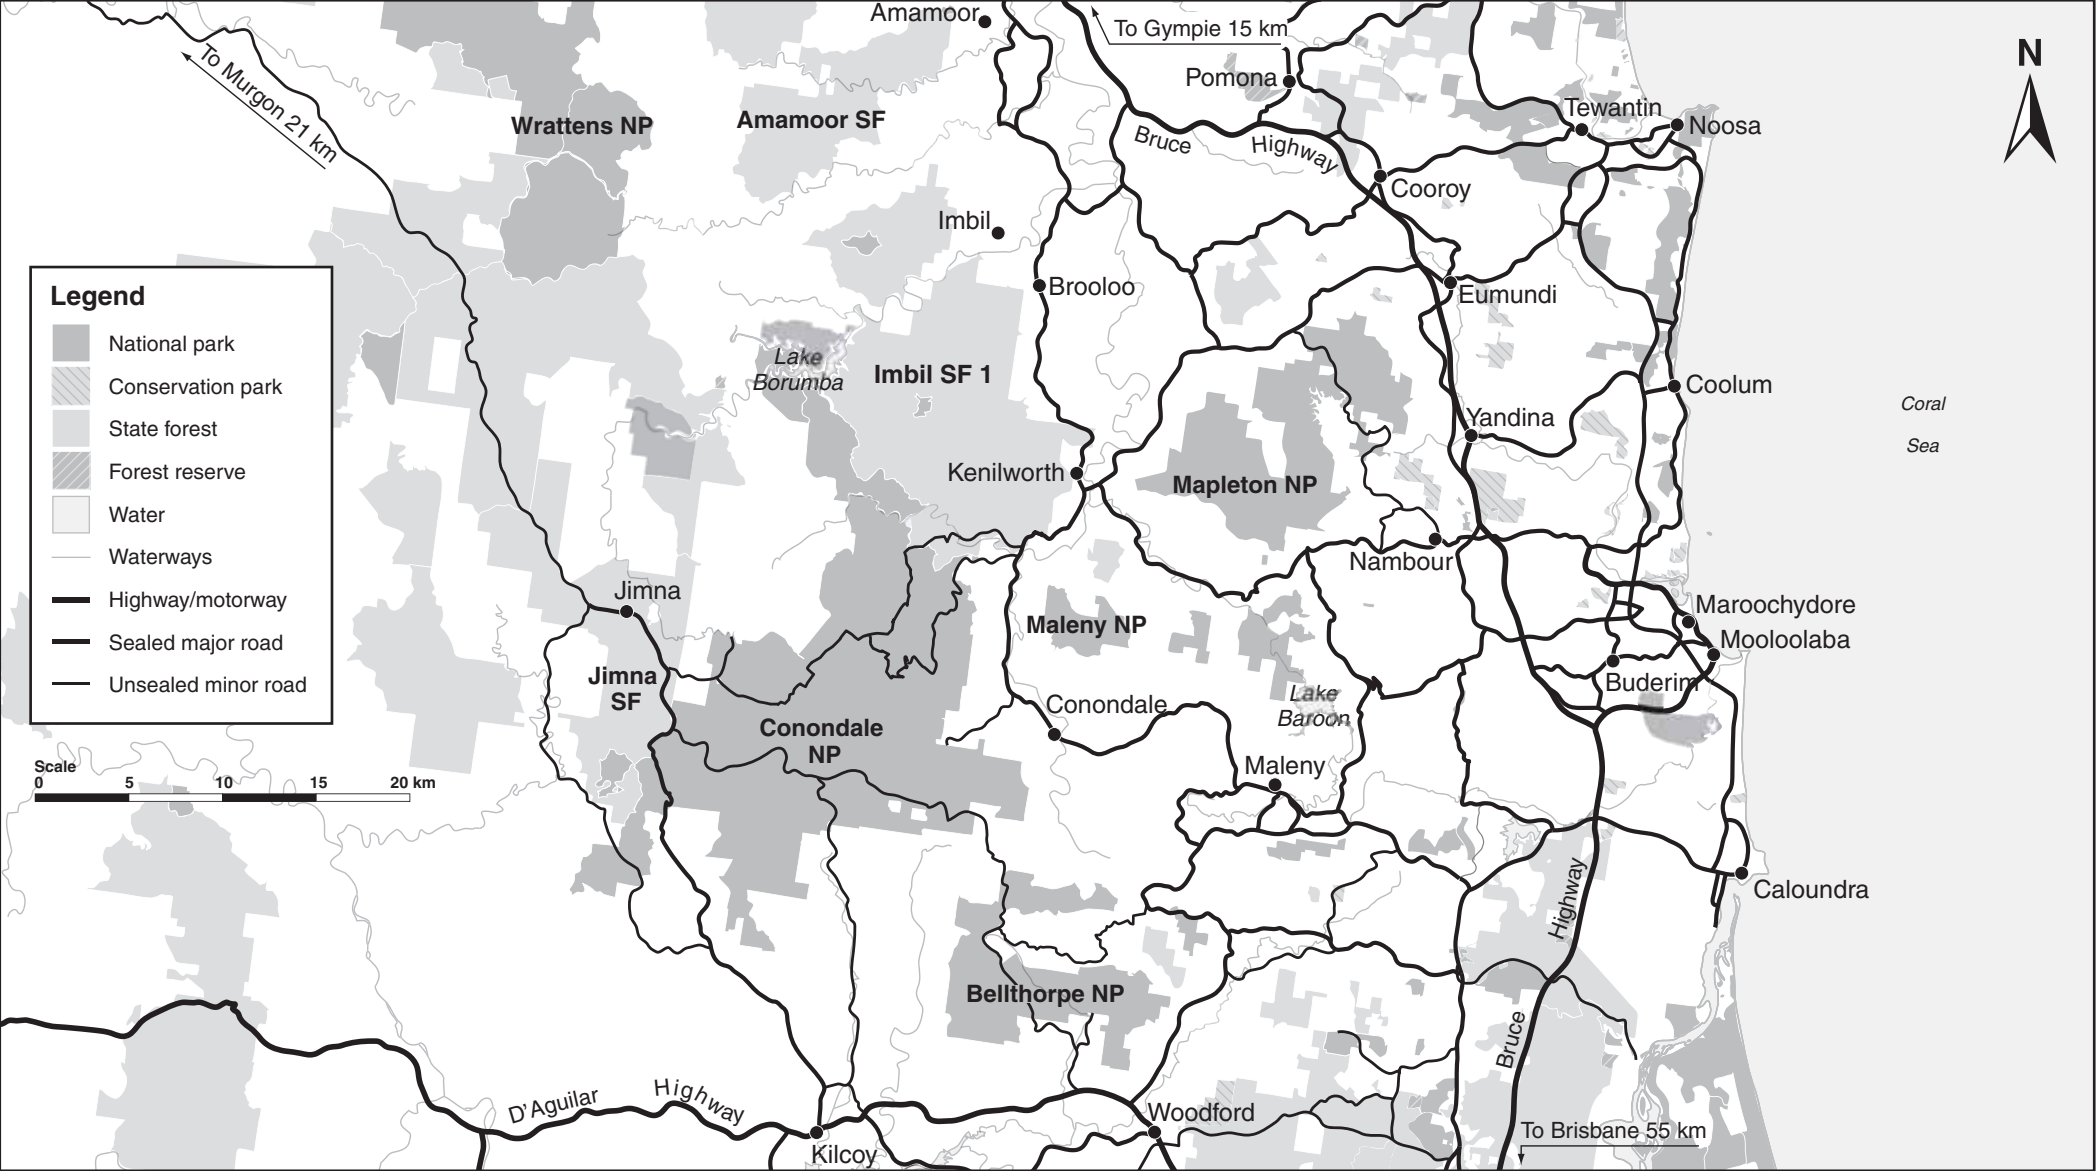 Amamoor
To Gympie 15 km
N
To Murgon 21 km
Pomona
Tewantin
Noosa
Wrattens NP
Amamoor SF
Bruce
Highway
Cooroy
Imbil
Brooloo
Eumundi
Legend
National park
Conservation park
State forest
Forest reserve
Water
Waterways
Highway/motorway
Sealed major road
Unsealed minor road
Lake
Borumba
Imbil SF 1
Coolum
Coral
Sea
Yandina
Kenilworth
Mapleton NP
Nambour
Jimna
Maleny NP
Maroochydore
Mooloolaba
Jimna
SF
Buderim
Lake
Baroon
Conondale
Conondale
NP
Maleny
Scale
0 5 10 15 20 km
Caloundra
Highway
Bellthorpe NP
Bruce
D'Aguilar Highway
Woodford
To Brisbane 55 km
Kilcoy